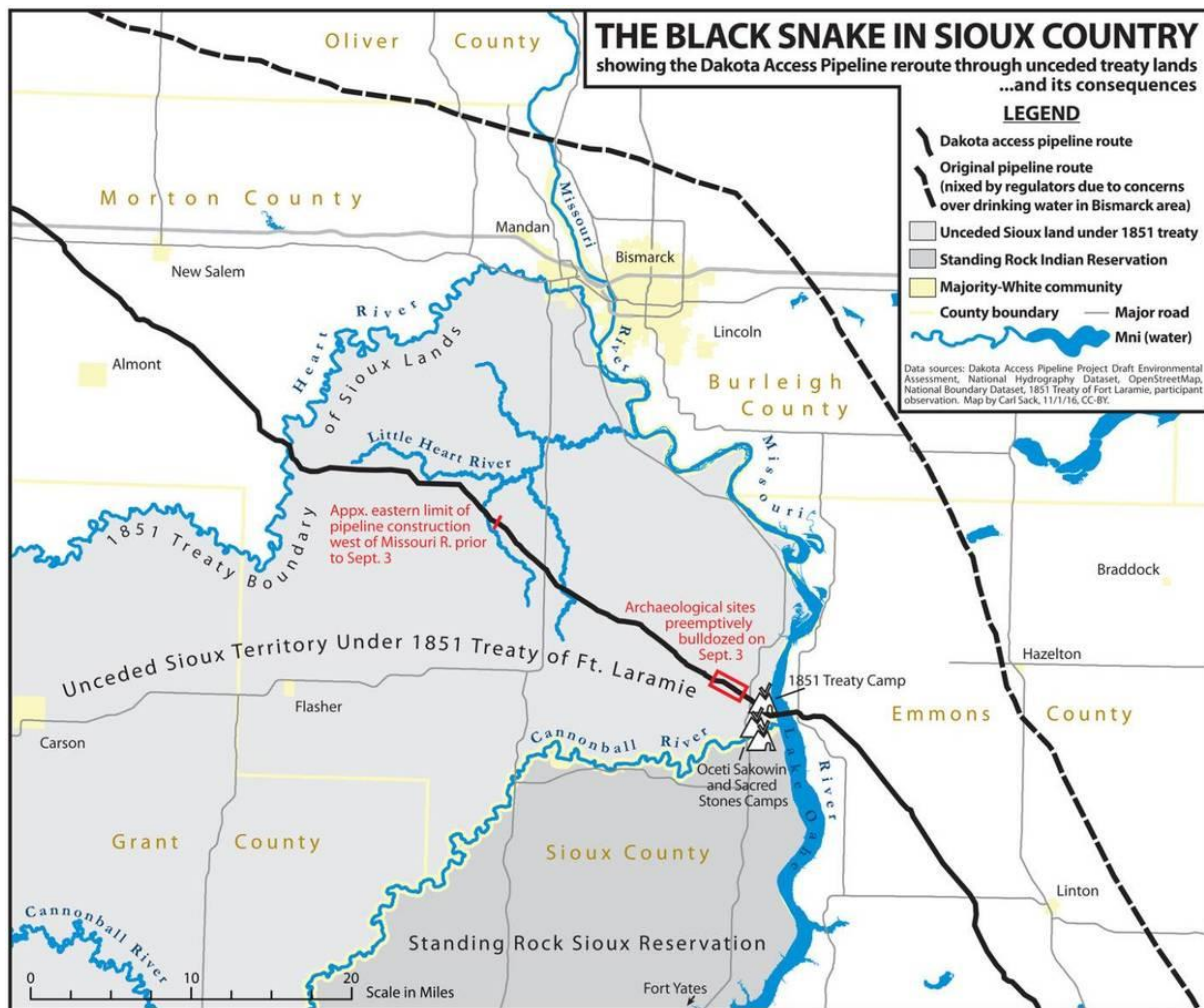 THE BLACK SNAKE IN SIOUX COUNTRY
showing the Dakota Access Pipeline reroute through unceded treaty lands
...and its consequences
LEGEND
Dakota access pipeline route
Original pipeline route
(nixed by regulators due to concerns
over drinking water in Bismarck area)
Unceded Sioux land under 1851 treaty
Standing Rock Indian Reservation
Majority-White community
County boundary
Major road
Mni (water)
Data sources: Dakota Access Pipeline Project Draft Environmental
Assessment, National Hydrography Dataset, OpenStreetMap,
National Boundary Dataset, 1851 Treaty of Fort Laramie, participant
observation. Map by Carl Sack, 11/1/16, CC-BY.
Oliver County
Morton County
Missouri
River
Mandan
Bismarck
New Salem
Lincoln
Heart River
Almont
of Sioux Lands
Burleigh
County
Little Heart River
Missouri
1851 Treaty Boundary
Appx. eastern limit of
pipeline construction
west of Missouri R. prior
to Sept. 3
Braddock
Archaeological sites
preemptively
bulldozed on
Sept. 3
Unceded Sioux Territory Under 1851 Treaty of Ft. Laramie
Hazelton
1851 Treaty Camp
Flasher
Emmons County
Carson
Cannonball River
Lake Oahe
River
Oceti Sakowin
and Sacred
Stones Camps
Grant County
Sioux County
Linton
Cannonball
River
Standing Rock Sioux Reservation
0 10 20
Scale in Miles
Fort Yates